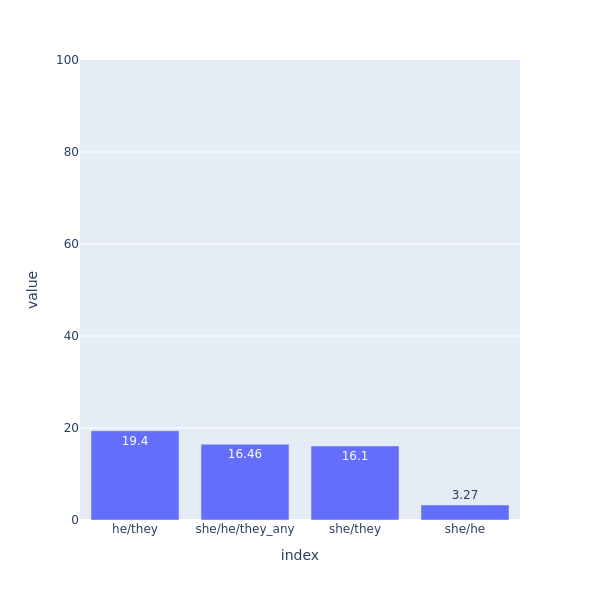 100
80
60
40
20
0
value
19.4
16.46
16.1
3.27
he/they
she/he/they_any
she/they
she/he
index